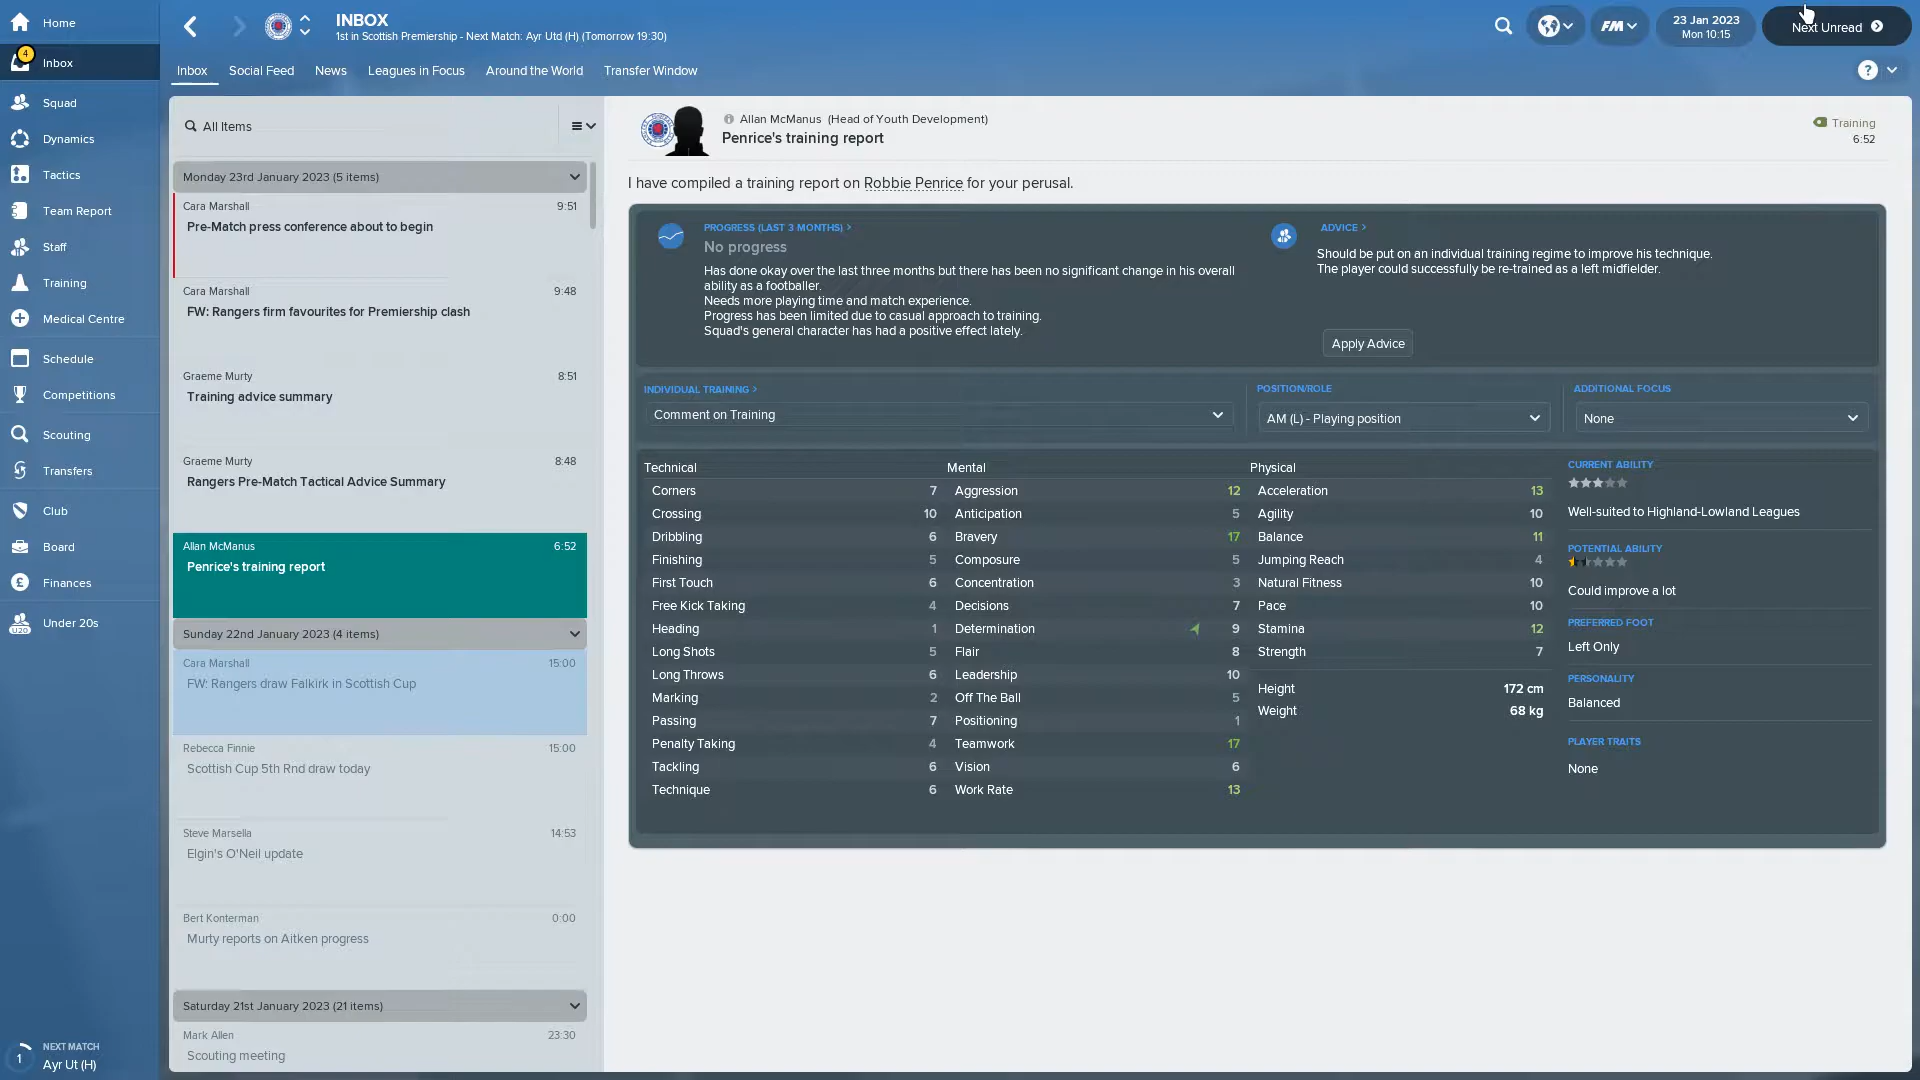 Home
4
Inbox
Squad
Dynamics
Tactics
Team Report
Staff
Training
Medical Centre
Schedule
Competitions
Scouting
Transfers
Club
Board
Finances
U20
Under 20s
1
NEXT MATCH
Ayr Ut (H)
INBOX
1st in Scottish Premiership - Next Match: Ayr Utd (H) (Tomorrow 19:30)
FM
23 Jan 2023
Mon 10:15
Next Unread
Inbox
Social Feed
News
Leagues in Focus
Around the World
Transfer Window
?
All Items
Monday 23rd January 2023 (5 items)
Cara Marshall 9:51
Pre-Match press conference about to begin
Cara Marshall 9:48
FW: Rangers firm favourites for Premiership clash
Graeme Murty 8:51
Training advice summary
Graeme Murty 8:48
Rangers Pre-Match Tactical Advice Summary
Allan McManus 6:52
Penrice's training report
Sunday 22nd January 2023 (4 items)
Cara Marshall 15:00
FW: Rangers draw Falkirk in Scottish Cup
Rebecca Finnie 15:00
Scottish Cup 5th Rnd draw today
Steve Marsella 14:53
Elgin's O'Neil update
Bert Konterman 0:00
Murty reports on Aitken progress
Saturday 21st January 2023 (21 items)
Mark Allen 23:30
Scouting meeting
Allan McManus (Head of Youth Development)
Penrice's training report
Training
6:52
I have compiled a training report on Robbie Penrice for your perusal.
PROGRESS (LAST 3 MONTHS) >
No progress
Has done okay over the last three months but there has been no significant change in his overall
ability as a footballer.
Needs more playing time and match experience.
Progress has been limited due to casual approach to training.
Squad's general character has had a positive effect lately.
ADVICE >
Should be put on an individual training regime to improve his technique.
The player could successfully be re-trained as a left midfielder.
Apply Advice
INDIVIDUAL TRAINING >
Comment on Training
POSITION/ROLE
AM (L) - Playing position
ADDITIONAL FOCUS
None
Technical
Corners 7
Crossing 10
Dribbling 6
Finishing 5
First Touch 6
Free Kick Taking 4
Heading 1
Long Shots 5
Long Throws 6
Marking 2
Passing 7
Penalty Taking 4
Tackling 6
Technique 6
Mental
Aggression 12
Anticipation 5
Bravery 17
Composure 5
Concentration 3
Decisions 7
Determination 9
Flair 8
Leadership 10
Off The Ball 5
Positioning 1
Teamwork 17
Vision 6
Work Rate 13
Physical
Acceleration 13
Agility 10
Balance 11
Jumping Reach 4
Natural Fitness 10
Pace 10
Stamina 12
Strength 7
Height 172 cm
Weight 68 kg
CURRENT ABILITY
Well-suited to Highland-Lowland Leagues
POTENTIAL ABILITY
Could improve a lot
PREFERRED FOOT
Left Only
PERSONALITY
Balanced
PLAYER TRAITS
None